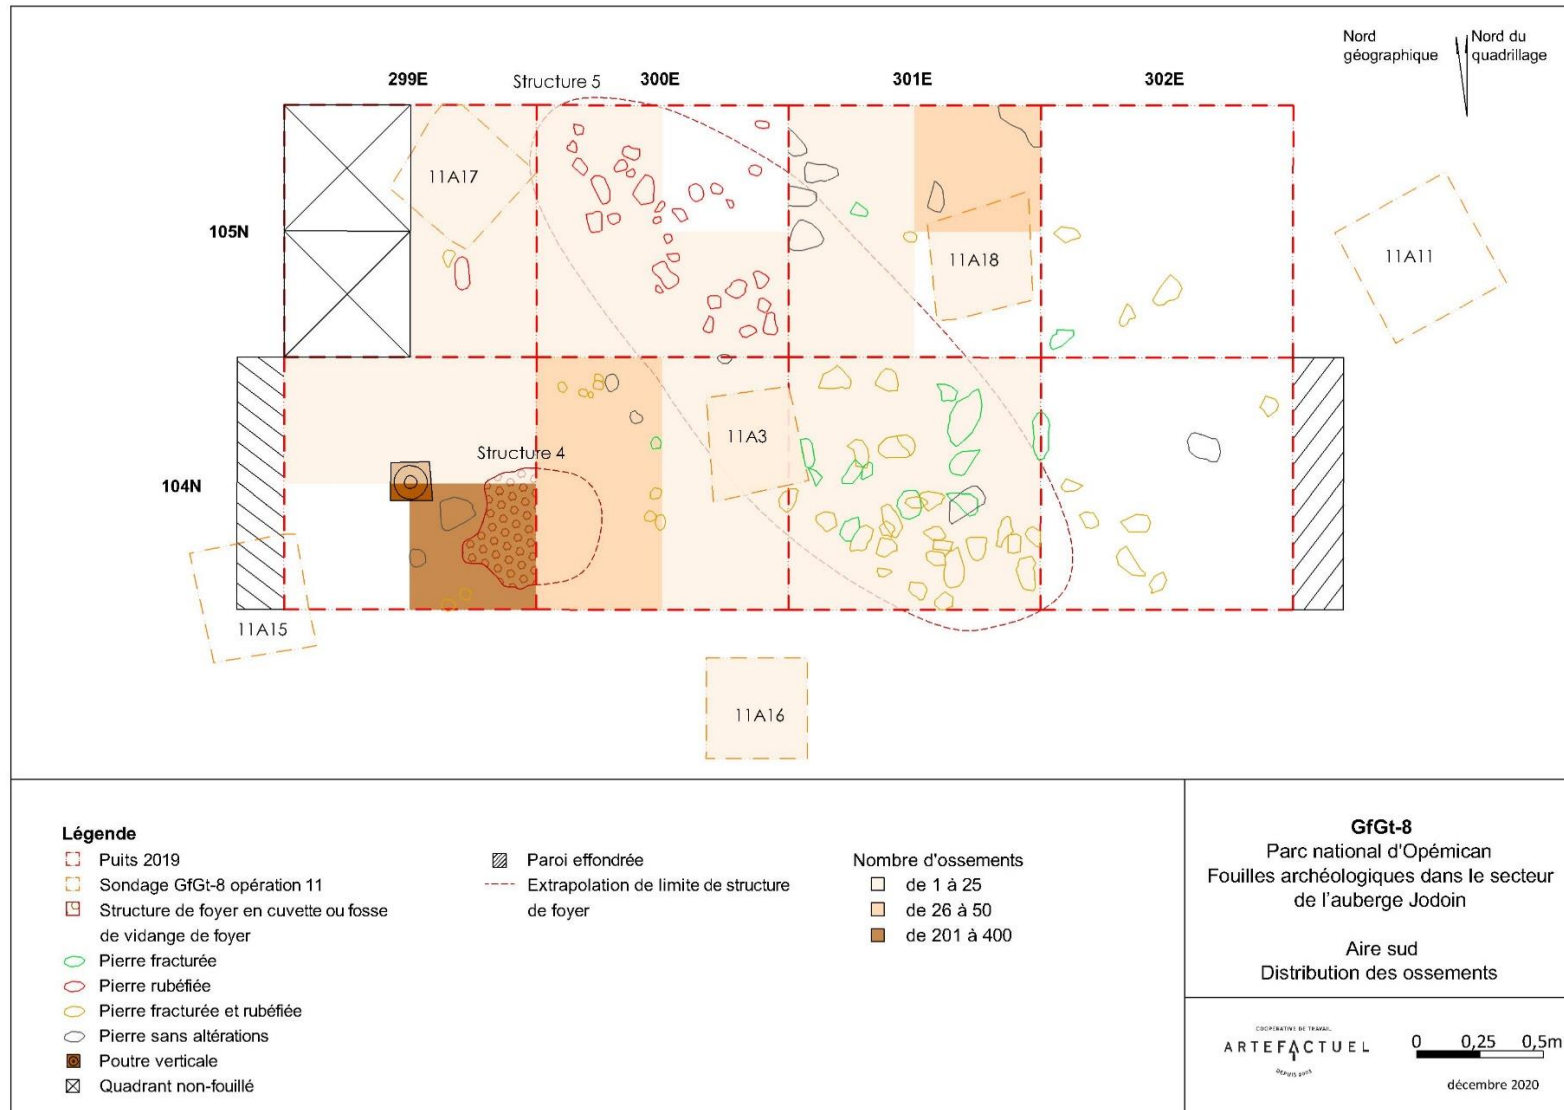 Nord
géographique
Nord du
quadrillage
299E
Structure 5
300E
301E
302E
11A17
105N
11A18
11A11
11A3
Structure 4
104N
11A15
11A16
Légende
Puits 2019
Sondage GfGt-8 opération 11
Structure de foyer en cuvette ou fosse
de vidange de foyer
Pierre fracturée
Pierre rubéfiée
Pierre fracturée et rubéfiée
Pierre sans altérations
Poutre verticale
Quadrant non-fouillé
Paroi effondrée
Extrapolation de limite de structure
de foyer
Nombre d'ossements
de 1 à 25
de 26 à 50
de 201 à 400
GfGt-8
Parc national d'Opémican
Fouilles archéologiques dans le secteur
de l'auberge Jodoin
Aire sud
Distribution des ossements
COOPÉRATIVE DE TRAVAIL
ARTEFACTUEL
0 0,25 0,5m
décembre 2020